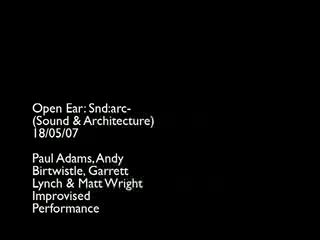 Open Ear: Snd:arc-
(Sound & Architecture)
18/05/07
Paul Adams, Andy
Birtwistle, Garrett
Lynch & Matt Wright
Improvised
Performance